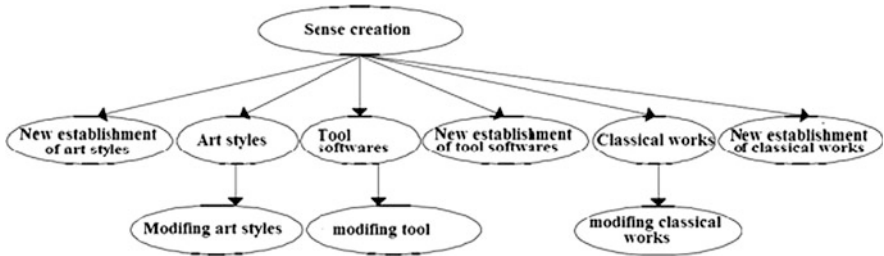 Sense creation
New establishment
of art styles
Art styles
Tool
softwares
New establishment
of tool softwares
Classical works
New establishment
of classical works
Modifing art styles
modifing tool
modifing classical
works